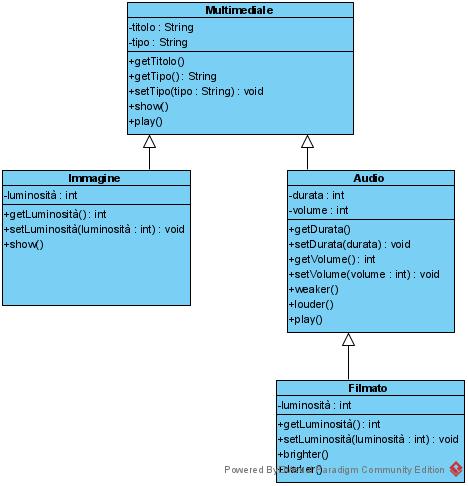 Multimediale
-titolo : String
-tipo : String
+getTitolo()
+getTipo() : String
+setTipo(tipo : String) : void
+show()
+play()
Immagine
-luminosità : int
+getLuminosità() : int
+setLuminosità(luminosità : int) : void
+show()
Audio
-durata : int
-volume : int
+getDurata()
+setDurata(durata) : void
+getVolume() : int
+setVolume(volume : int) : void
+weaker()
+louder()
+play()
Filmato
-luminosità : int
+getLuminosità() : int
+setLuminosità(luminosità : int) : void
+brighter()
Powered By Paradigm Community Edition